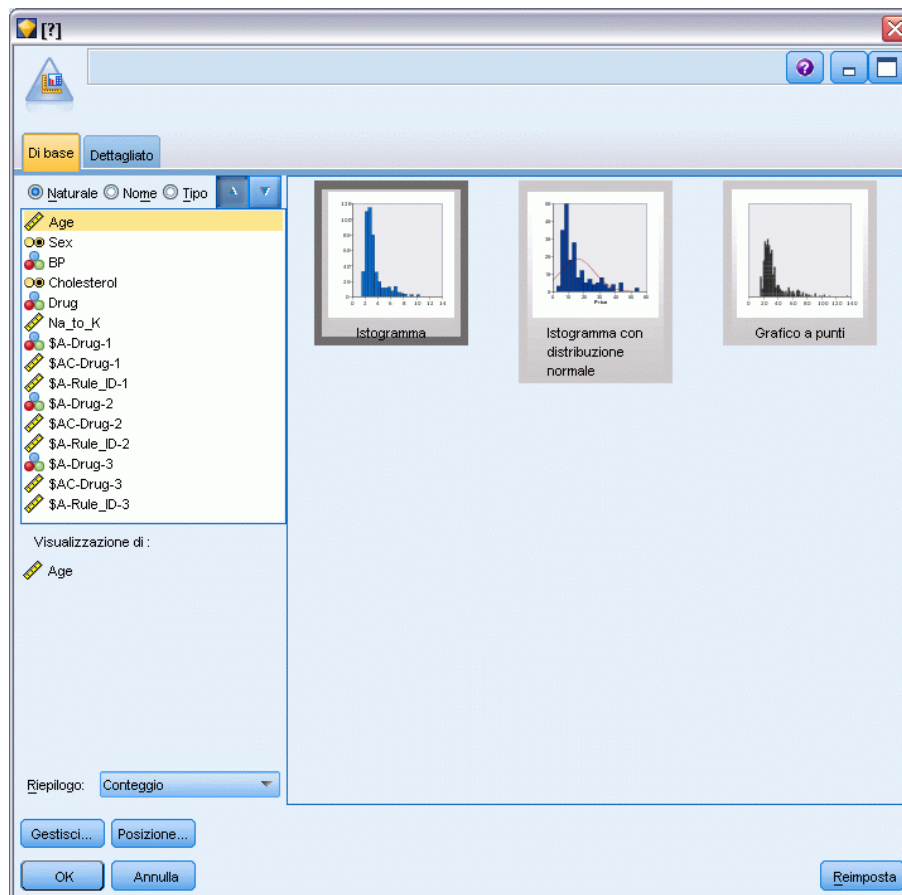 [?]
Di base
Dettagliato
Naturale Nome Tipo
Age
Sex
BP
Cholesterol
Drug
Na_to_K
$A-Drug-1
$AC-Drug-1
$A-Rule_ID-1
$A-Drug-2
$AC-Drug-2
$A-Rule_ID-2
$A-Drug-3
$AC-Drug-3
$A-Rule_ID-3
Visualizzazione di :
Age
Riepilogo: Conteggio
Gestisci... Posizione...
OK Annulla
Istogramma
Istogramma con
distribuzione
normale
Grafico a punti
Reimposta